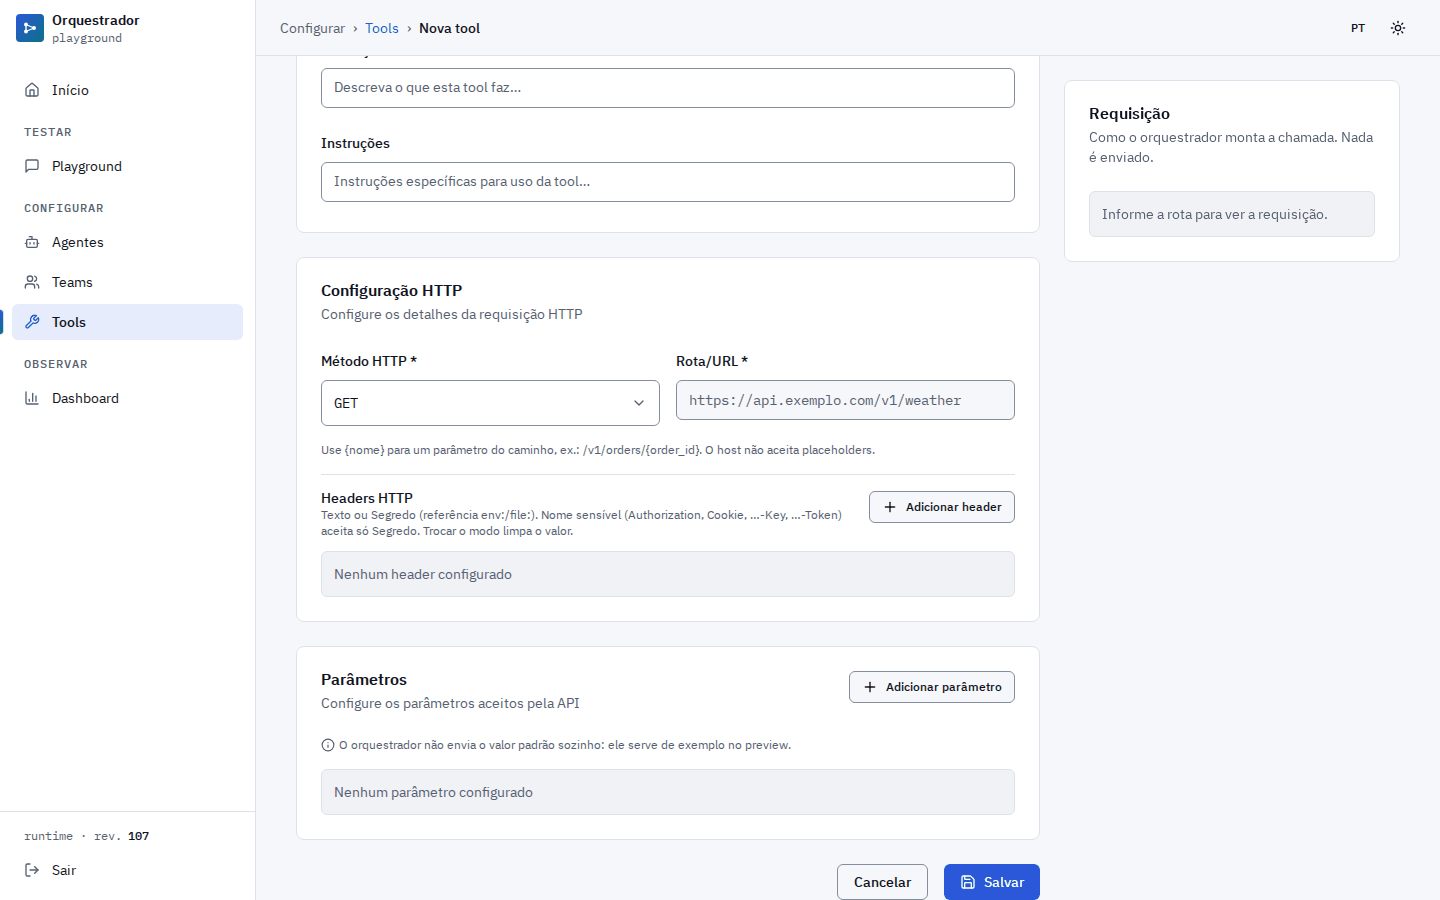 Orquestrador
playground
Início
TESTAR
Playground
CONFIGURAR
Agentes
Teams
Tools
OBSERVAR
Dashboard
runtime · rev. 107
Sair
Configurar › Tools › Nova tool
PT
Descreva o que esta tool faz...
Instruções
Instruções específicas para uso da tool...
Configuração HTTP
Configure os detalhes da requisição HTTP
Método HTTP *
GET
Rota/URL *
https://api.exemplo.com/v1/weather
Use {nome} para um parâmetro do caminho, ex.: /v1/orders/{order_id}. O host não aceita placeholders.
Headers HTTP
Texto ou Segredo (referência env:/file:). Nome sensível (Authorization, Cookie, ...-Key, ...-Token)
aceita só Segredo. Trocar o modo limpa o valor.
Adicionar header
Nenhum header configurado
Parâmetros
Configure os parâmetros aceitos pela API
Adicionar parâmetro
O orquestrador não envia o valor padrão sozinho: ele serve de exemplo no preview.
Nenhum parâmetro configurado
Cancelar
Salvar
Requisição
Como o orquestrador monta a chamada. Nada
é enviado.
Informe a rota para ver a requisição.